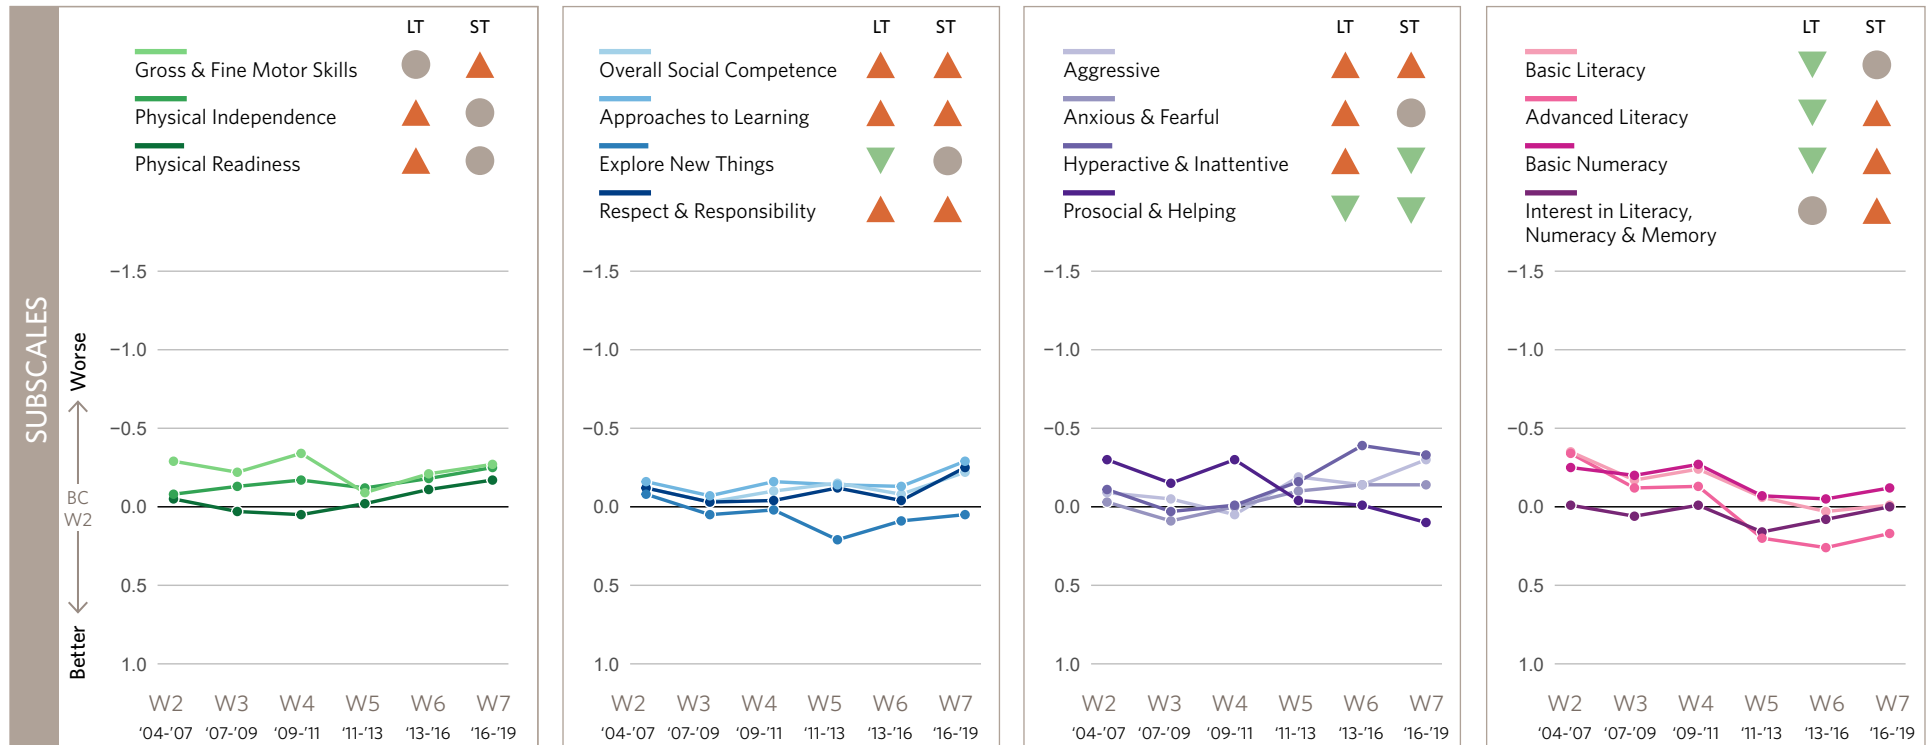 SUBSCALES
Worse
BC
W2
Better
LT ST
Gross & Fine Motor Skills
Physical Independence
Physical Readiness
−1.5
−1.0
−0.5
0.0
0.5
1.0
W2 W3 W4 W5 W6 W7
‘04-’07 ‘07-’09 ‘09-’11 ‘11-’13 ‘13-’16 ‘16-’19
LT ST
Overall Social Competence
Approaches to Learning
Explore New Things
Respect & Responsibility
−1.5
−1.0
−0.5
0.0
0.5
1.0
W2 W3 W4 W5 W6 W7
‘04-’07 ‘07-’09 ‘09-’11 ‘11-’13 ‘13-’16 ‘16-’19
LT ST
Aggressive
Anxious & Fearful
Hyperactive & Inattentive
Prosocial & Helping
−1.5
−1.0
−0.5
0.0
0.5
1.0
W2 W3 W4 W5 W6 W7
‘04-’07 ‘07-’09 ‘09-’11 ‘11-’13 ‘13-’16 ‘16-’19
LT ST
Basic Literacy
Advanced Literacy
Basic Numeracy
Interest in Literacy,
Numeracy & Memory
−1.5
−1.0
−0.5
0.0
0.5
1.0
W2 W3 W4 W5 W6 W7
‘04-’07 ‘07-’09 ‘09-’11 ‘11-’13 ‘13-’16 ‘16-’19